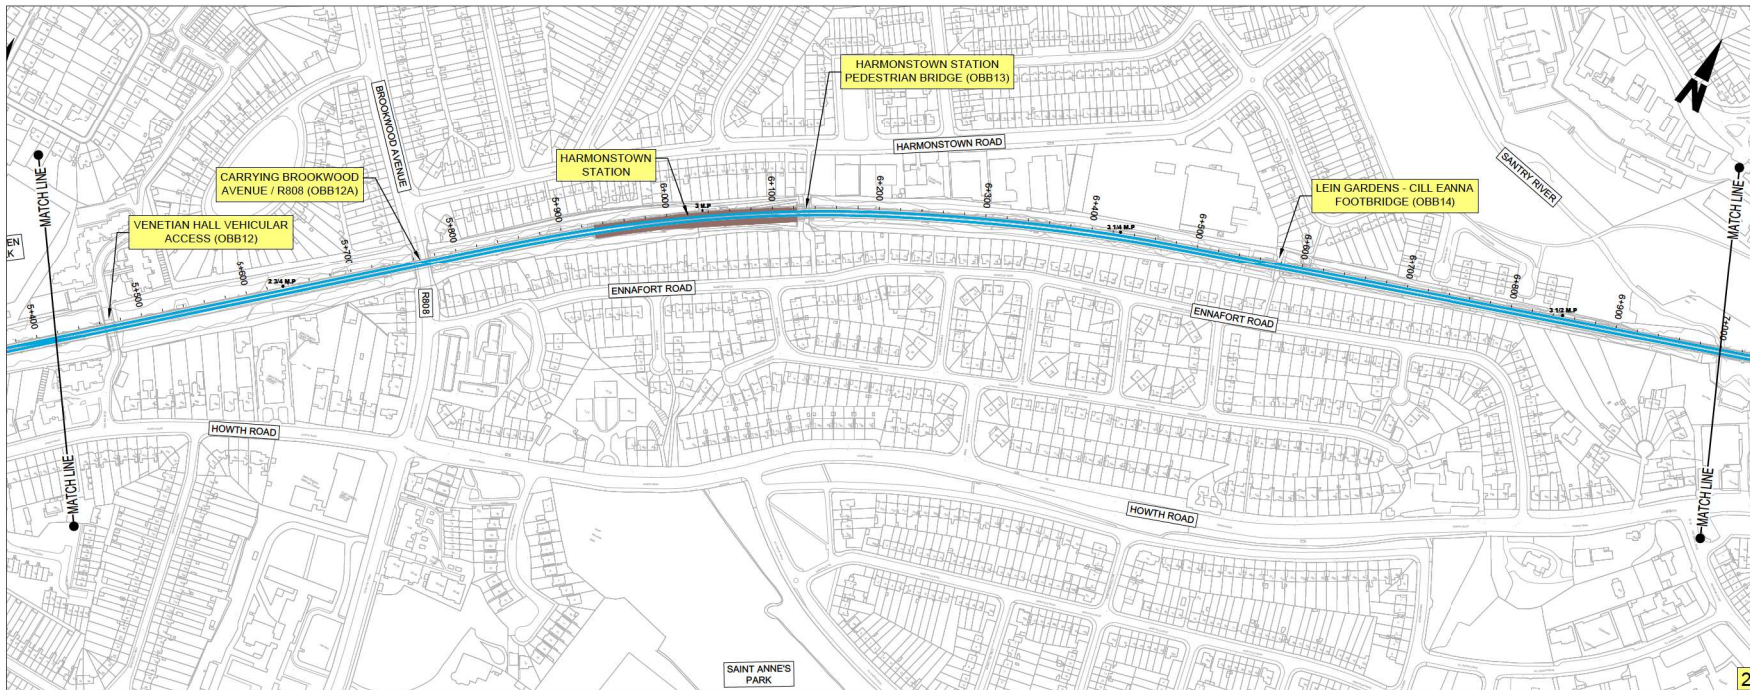 HARMONSTOWN STATION
PEDESTRIAN BRIDGE (OBB13)
BROOKWOOD AVENUE
HARMONSTOWN ROAD
N
HARMONSTOWN
STATION
SANTRY RIVER
MATCH LINE
CARRYING BROOKWOOD
AVENUE / R808 (OBB12A)
LEIN GARDENS - CILL EANNA
FOOTBRIDGE (OBB14)
MATCH LINE
VENETIAN HALL VEHICULAR
ACCESS (OBB12)
EN
K
5+400
5+500
5+600
5+700
5+800
5+900
6+000
6+100
6+200
6+300
6+400
6+500
6+600
6+700
6+800
6+900
7+000
2 3/4 M.P
3 M.P
3 1/4 M.P
3 1/2 M.P
R808
ENNAFORT ROAD
ENNAFORT ROAD
HOWTH ROAD
MATCH LINE
HOWTH ROAD
MATCH LINE
SAINT ANNE'S
PARK
2